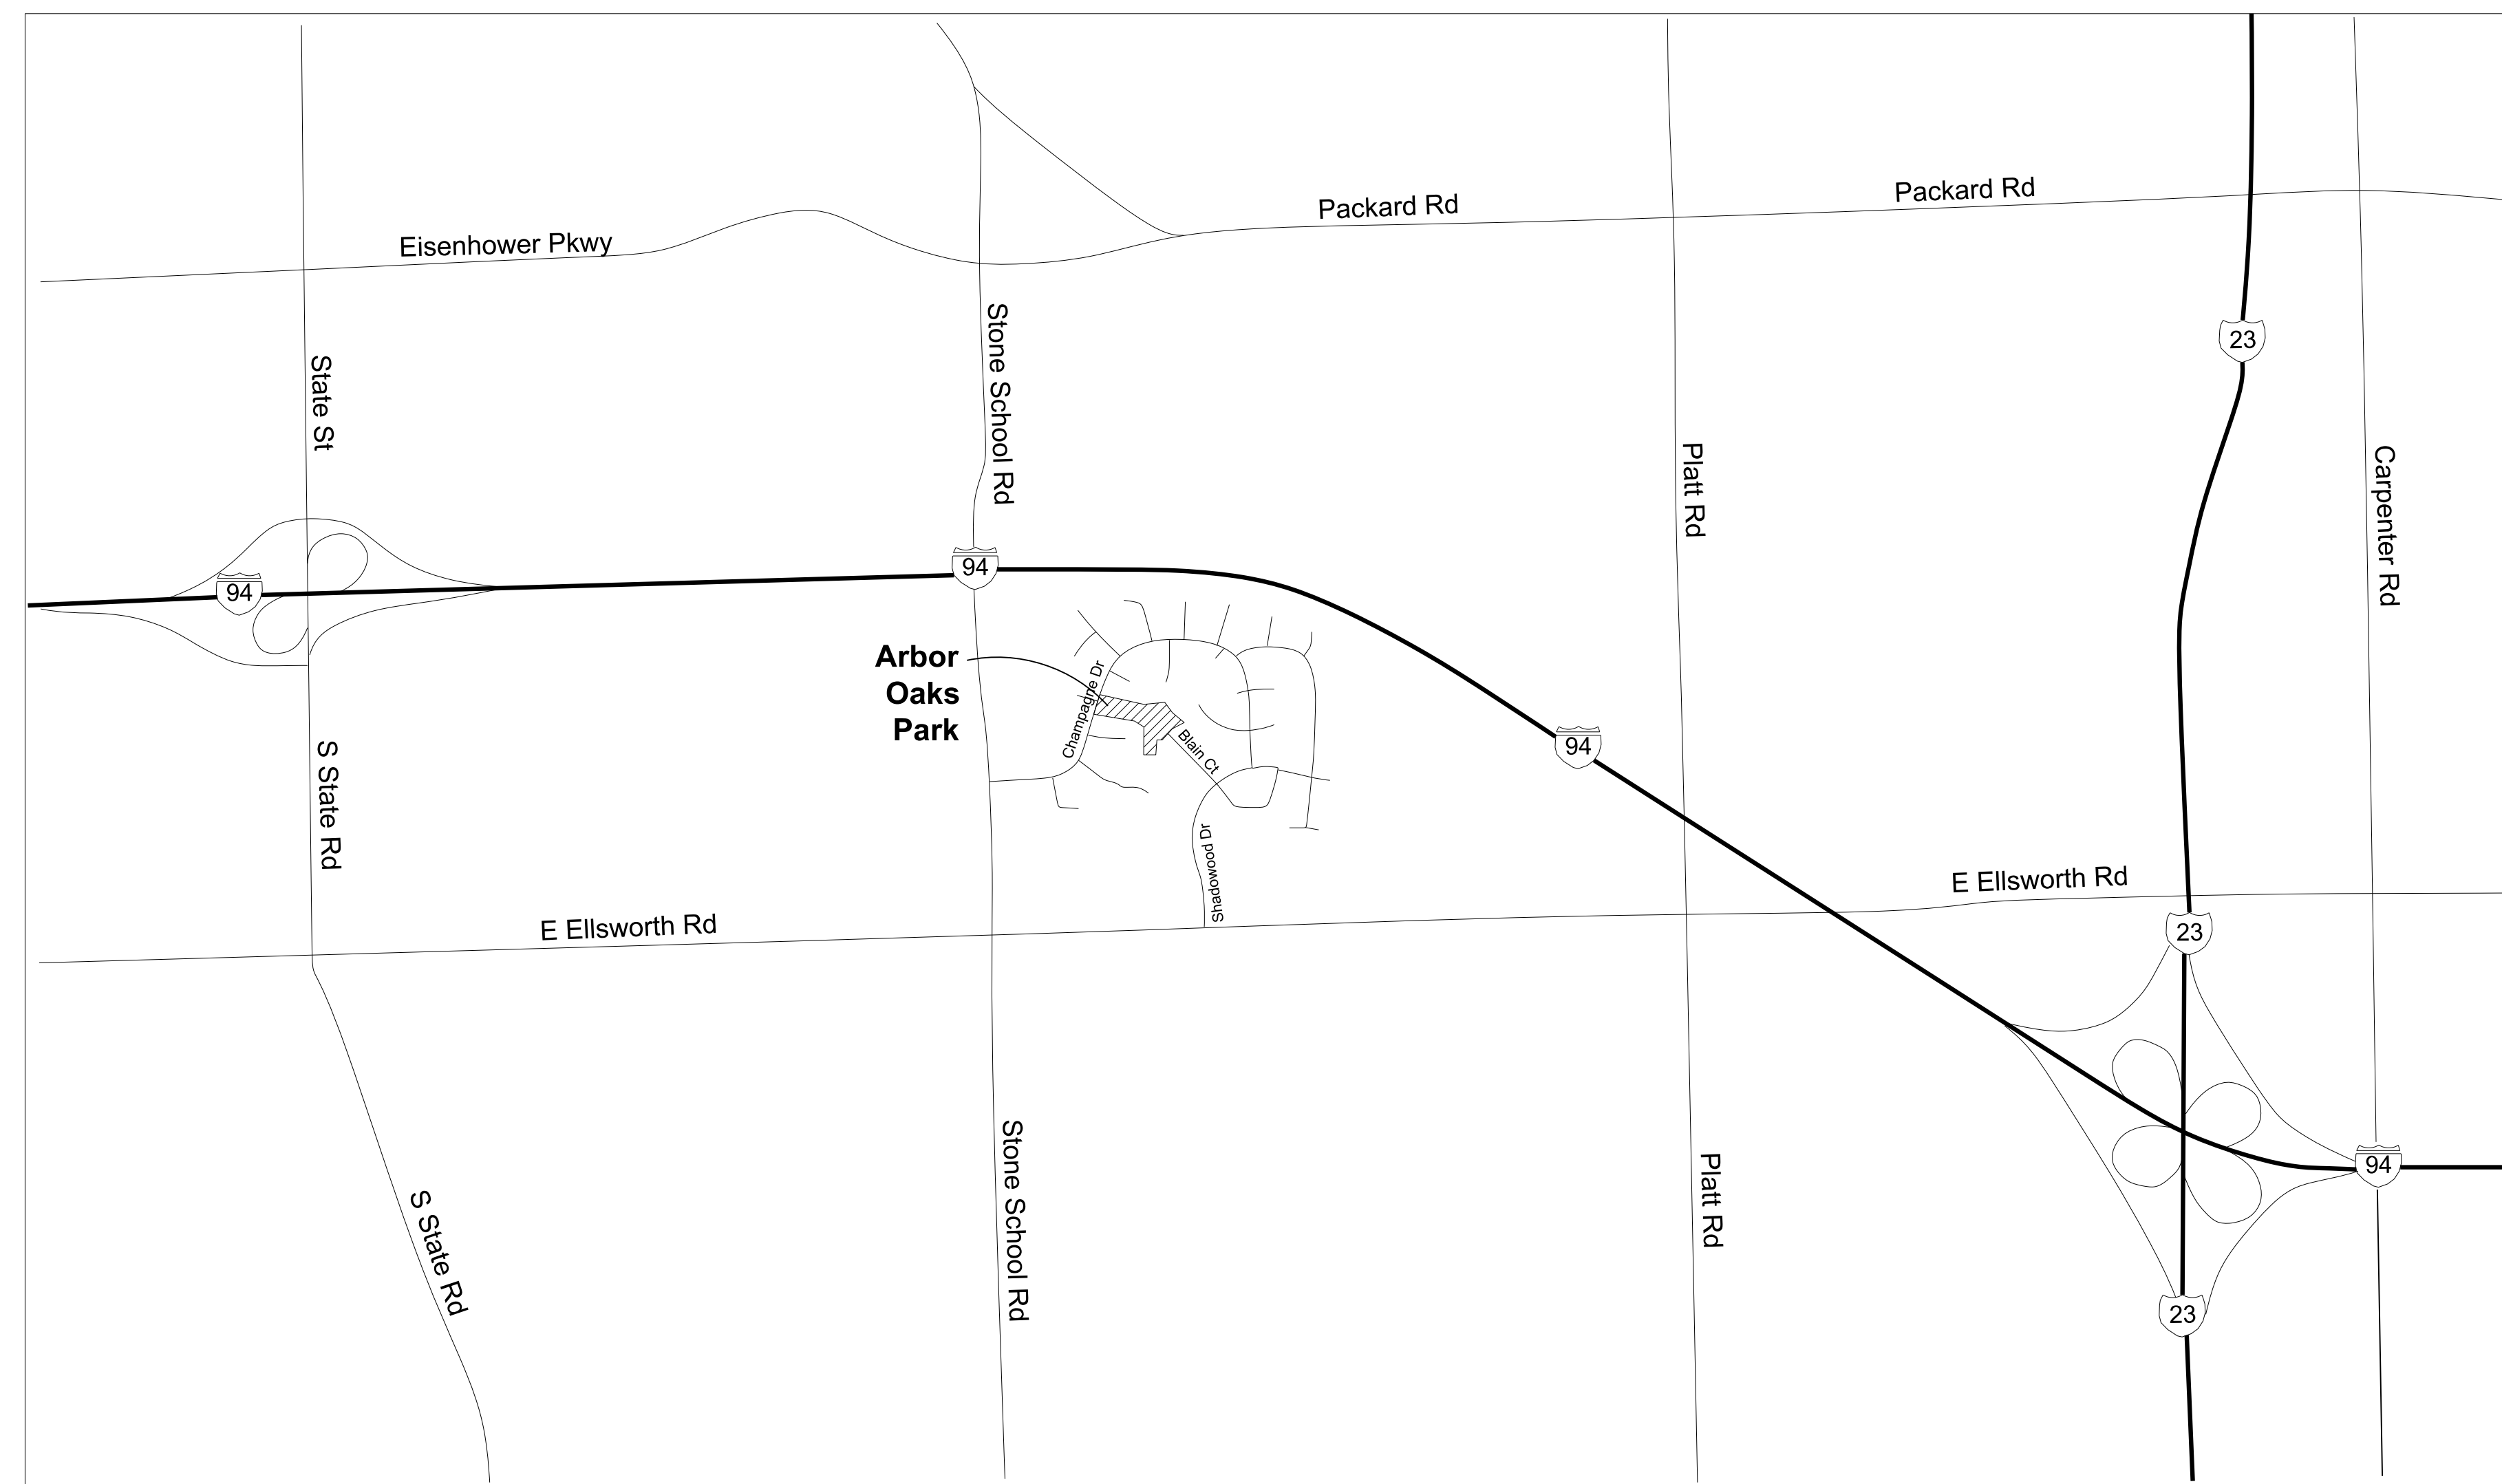 Packard Rd
Packard Rd
Eisenhower Pkwy
23
Stone School Rd
State St
Platt Rd
Carpenter Rd
94
94
Arbor
Oaks
Park
Champagne Dr
Blain Ct
94
S State Rd
Shadowood Dr
E Ellsworth Rd
E Ellsworth Rd
23
Stone School Rd
Platt Rd
94
S State Rd
23